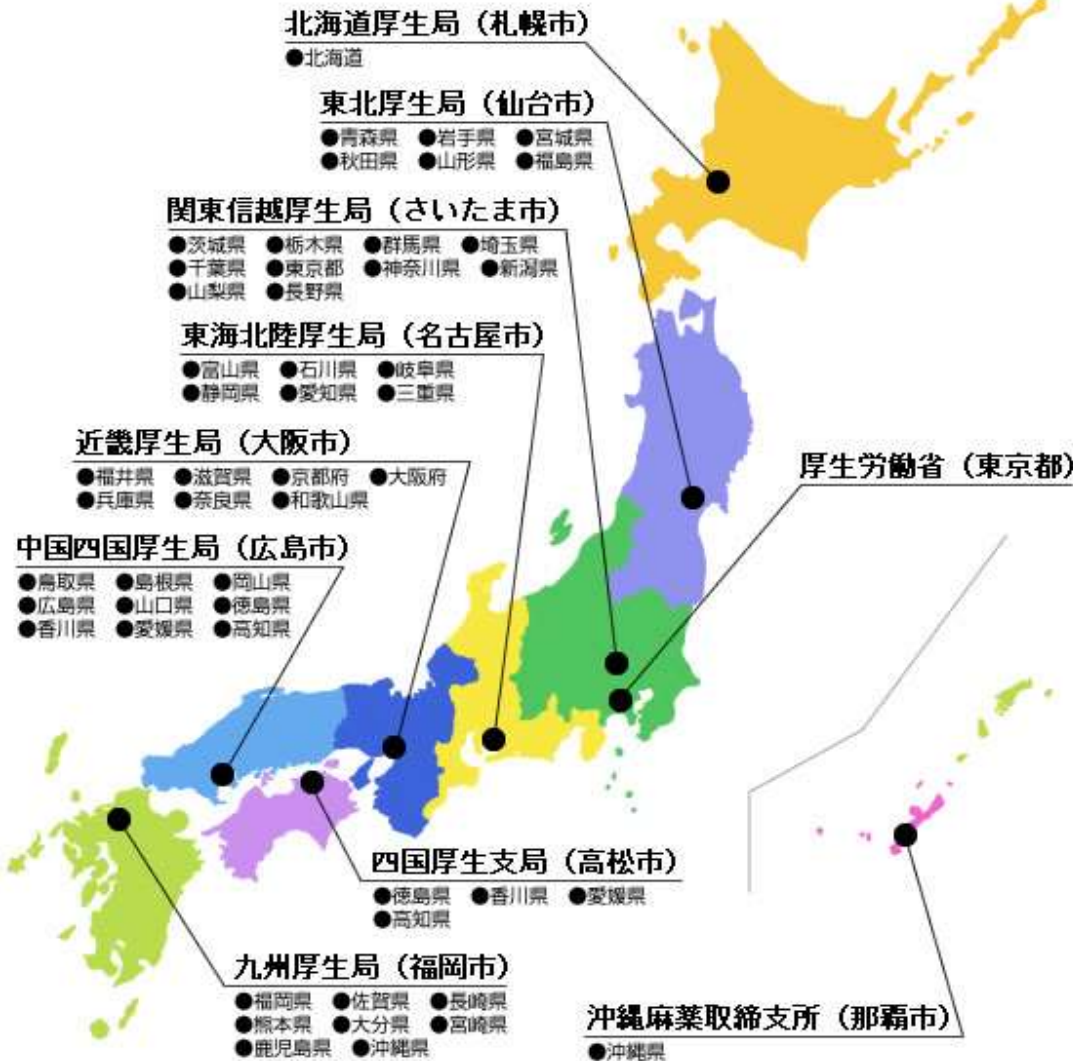 北海道厚生局（札幌市）
●北海道
東北厚生局（仙台市）
●青森県 ●岩手県 ●宮城県
●秋田県 ●山形県 ●福島県
関東信越厚生局（さいたま市）
●茨城県 ●栃木県 ●群馬県 ●埼玉県
●千葉県 ●東京都 ●神奈川県 ●新潟県
●山梨県 ●長野県
東海北陸厚生局（名古屋市）
●富山県 ●石川県 ●岐阜県
●静岡県 ●愛知県 ●三重県
近畿厚生局（大阪市）
●福井県 ●滋賀県 ●京都府 ●大阪府
●兵庫県 ●奈良県 ●和歌山県
厚生労働省（東京都）
中国四国厚生局（広島市）
●鳥取県 ●島根県 ●岡山県
●広島県 ●山口県 ●徳島県
●香川県 ●愛媛県 ●高知県
四国厚生支局（高松市）
●徳島県 ●香川県 ●愛媛県
●高知県
九州厚生局（福岡市）
●福岡県 ●佐賀県 ●長崎県
●熊本県 ●大分県 ●宮崎県
●鹿児島県 ●沖縄県
沖縄麻薬取締支所（那覇市）
●沖縄県